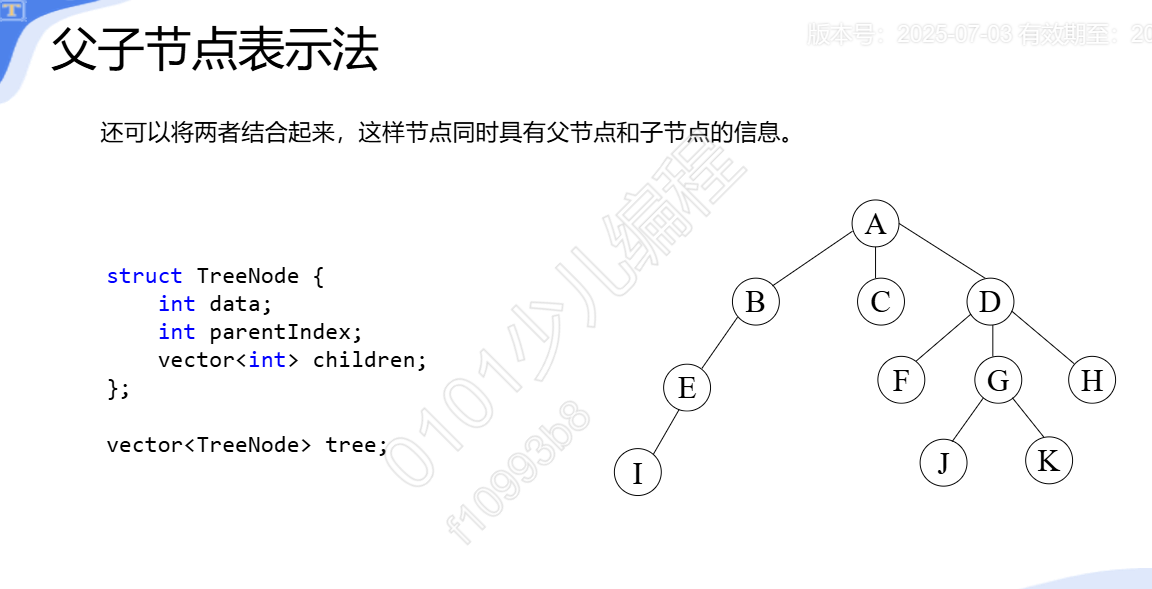 父子节点表示法
版本号：2025-07-03 有效期至：20
还可以将两者结合起来，这样节点同时具有父节点和子节点的信息。
struct TreeNode {
    int data;
    int parentIndex;
    vector<int> children;
};
vector<TreeNode> tree;
A
B
C
D
E
F
G
H
I
J
K
0101少儿编程
f10993b8